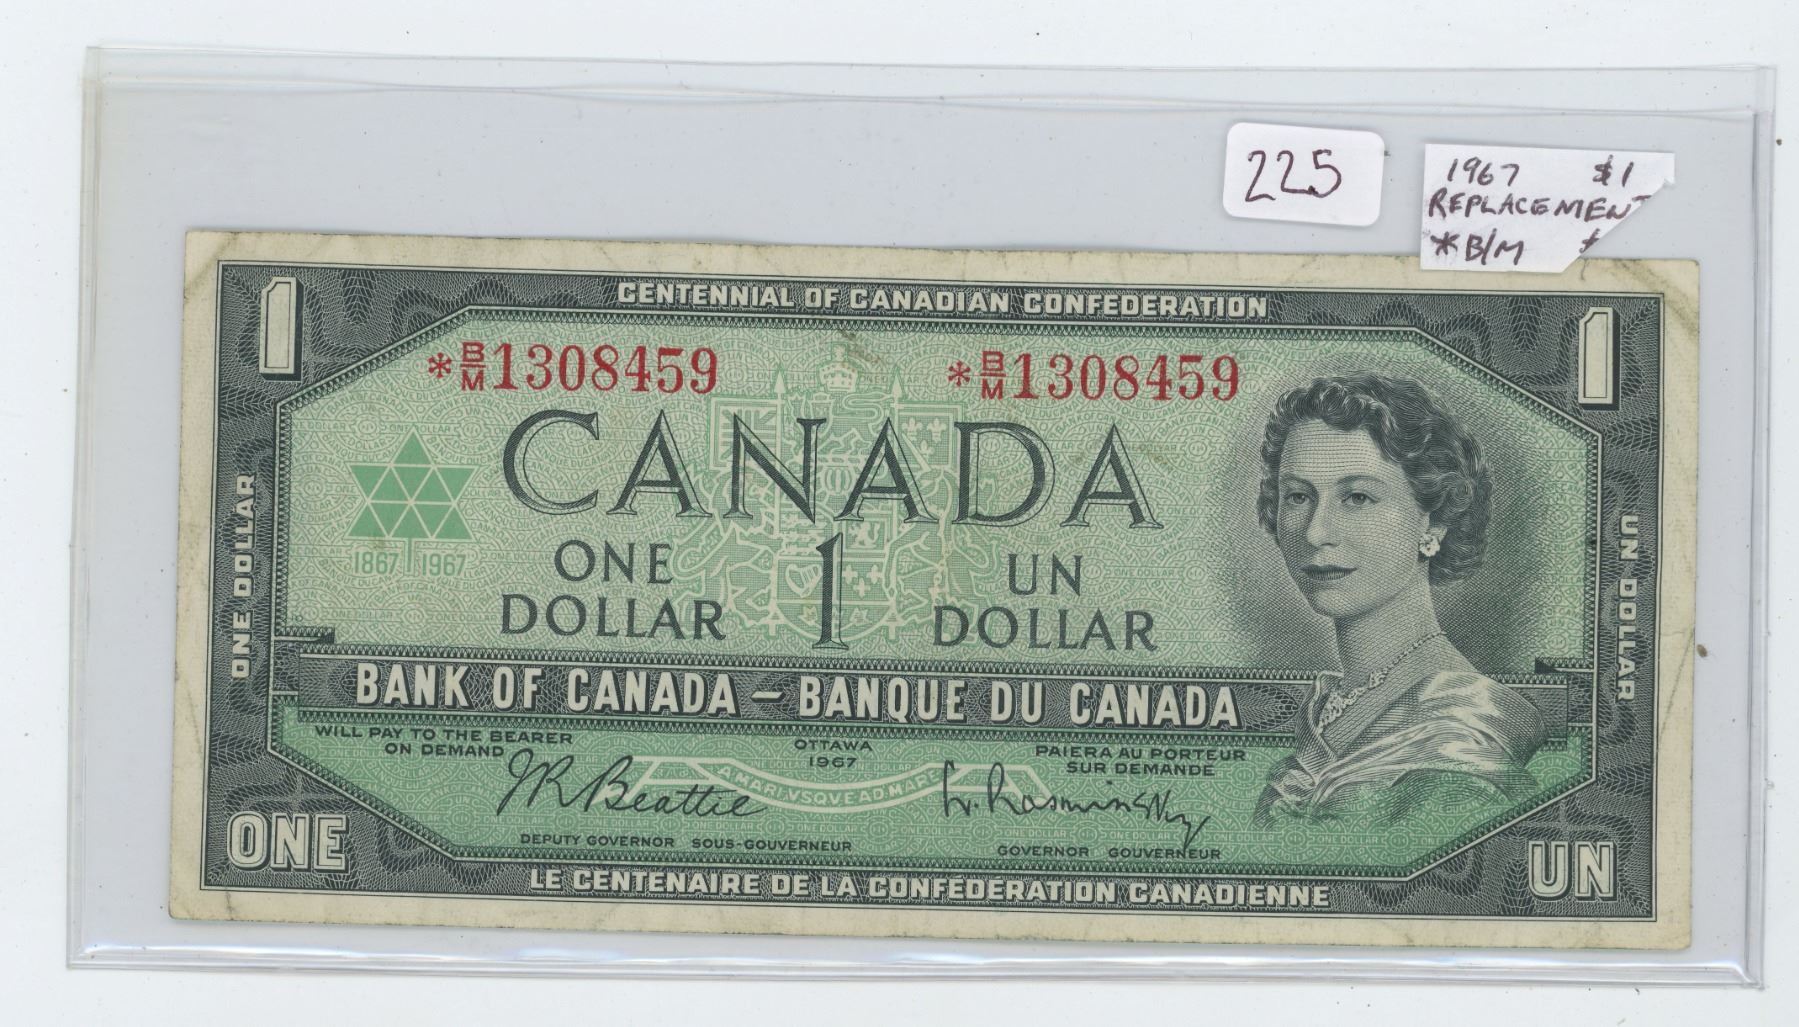 225
1967 $1
REPLACEMENT
*B/M
1
CENTENNIAL OF CANADIAN CONFEDERATION
1
*B/M1308459
*B/M1308459
CANADA
1867 1967
ONE
DOLLAR
1
UN
DOLLAR
ONE DOLLAR
UN DOLLAR
BANK OF CANADA – BANQUE DU CANADA
WILL PAY TO THE BEARER
ON DEMAND
OTTAWA
1967
PAIERA AU PORTEUR
SUR DEMANDE
A MARI VSQVE AD MARE
JR Beattie
L. Rasminsky
DEPUTY GOVERNOR SOUS-GOUVERNEUR
GOVERNOR GOUVERNEUR
ONE
UN
LE CENTENAIRE DE LA CONFÉDÉRATION CANADIENNE